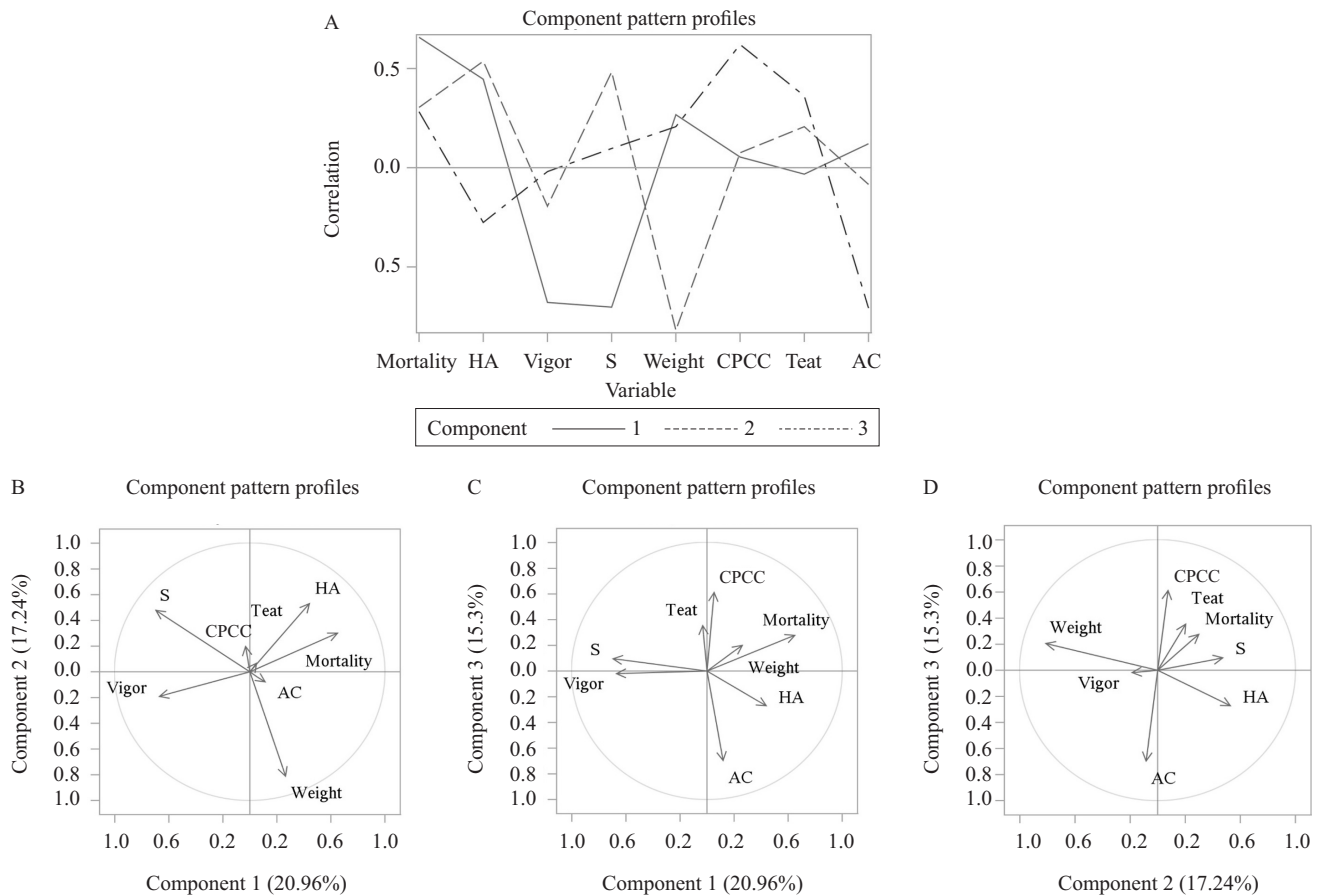 A
Component pattern profiles
Correlation
0.5
0.0
0.5
Mortality HA Vigor S Weight CPCC Teat AC
Variable
Component 1 2 3
B
Component pattern profiles
Component 2 (17.24%)
1.0
0.8
0.6
0.4
0.2
0.0
0.2
0.4
0.6
0.8
1.0
S
HA
Teat
CPCC
Mortality
Vigor
AC
Weight
1.0 0.6 0.2 0.2 0.6 1.0
Component 1 (20.96%)
C
Component pattern profiles
Component 3 (15.3%)
1.0
0.8
0.6
0.4
0.2
0.0
0.2
0.4
0.6
0.8
1.0
CPCC
Teat
Mortality
S
Weight
Vigor
HA
AC
1.0 0.6 0.2 0.2 0.6 1.0
Component 1 (20.96%)
D
Component pattern profiles
Component 3 (15.3%)
1.0
0.8
0.6
0.4
0.2
0.0
0.2
0.4
0.6
0.8
1.0
CPCC
Teat
Mortality
Weight
S
Vigor
HA
AC
1.0 0.6 0.2 0.2 0.6 1.0
Component 2 (17.24%)